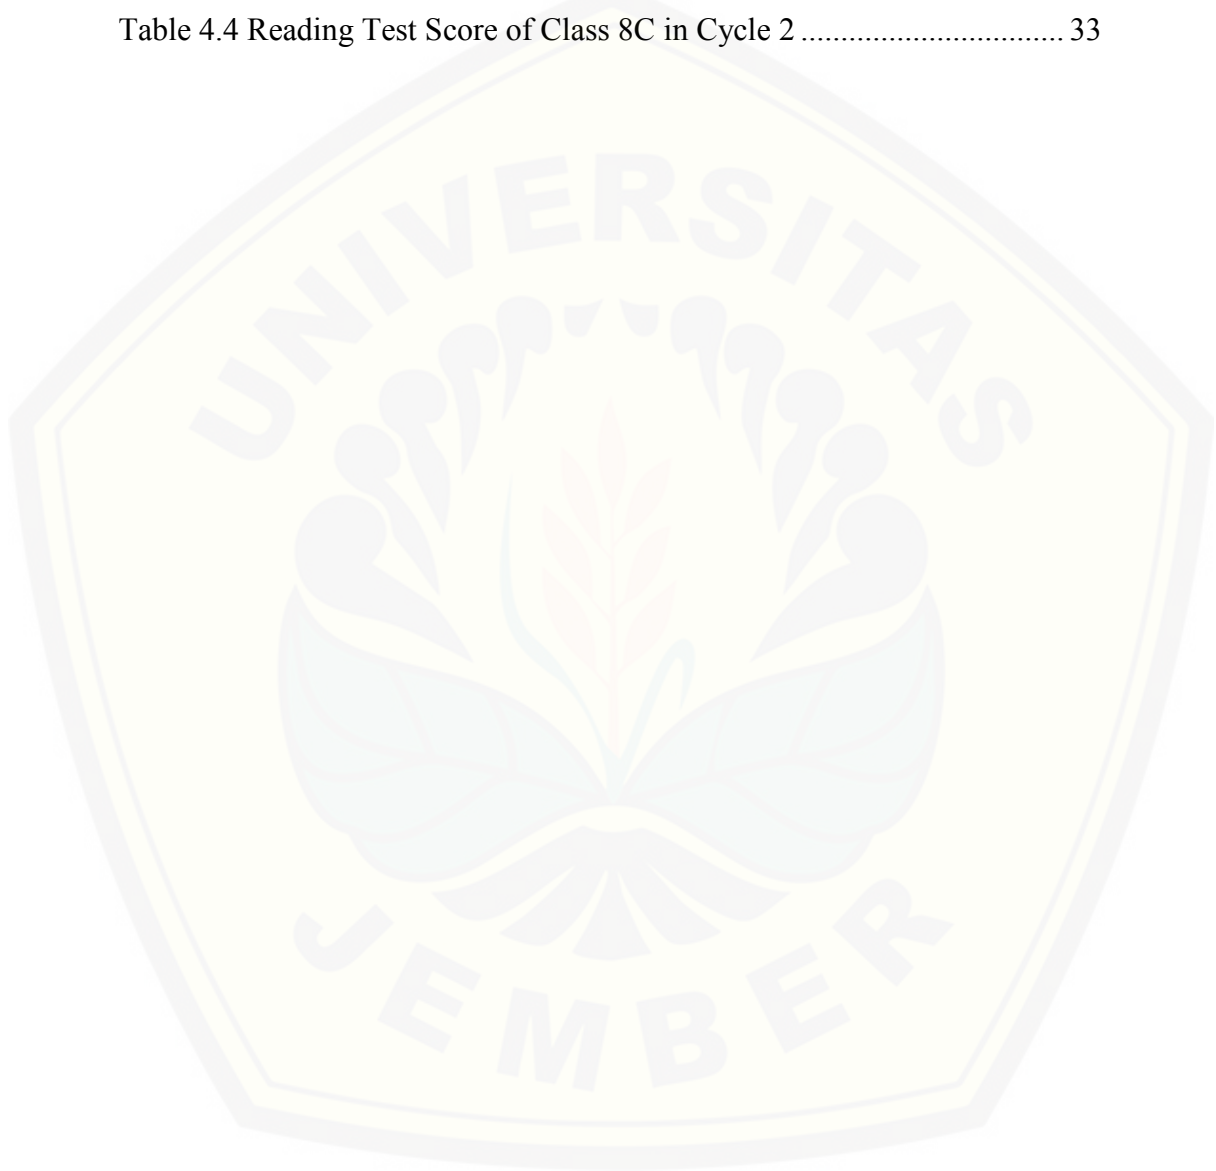 Table 4.4 Reading Test Score of Class 8C in Cycle 2 ................................. 33
UNIVERSITAS
JEMBER